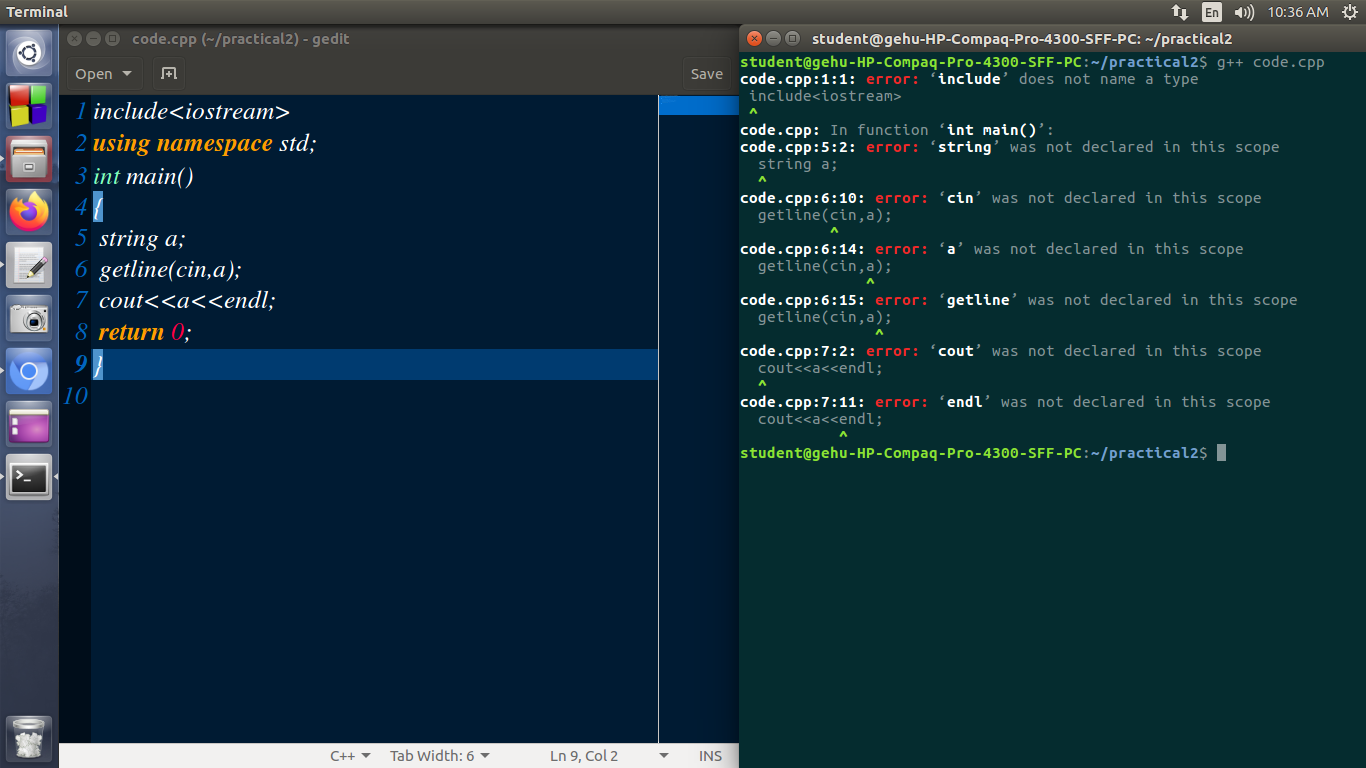 Terminal
En
10:36 AM
code.cpp (~/practical2) - gedit
Open
Save
1 include<iostream>
2 using namespace std;
3 int main()
4 {
5  string a;
6  getline(cin,a);
7  cout<<a<<endl;
8  return 0;
9 }
10
C++
Tab Width: 6
Ln 9, Col 2
INS
student@gehu-HP-Compaq-Pro-4300-SFF-PC: ~/practical2
student@gehu-HP-Compaq-Pro-4300-SFF-PC:~/practical2$ g++ code.cpp
code.cpp:1:1: error: ‘include’ does not name a type
 include<iostream>
 ^
code.cpp: In function ‘int main()’:
code.cpp:5:2: error: ‘string’ was not declared in this scope
  string a;
  ^
code.cpp:6:10: error: ‘cin’ was not declared in this scope
  getline(cin,a);
          ^
code.cpp:6:14: error: ‘a’ was not declared in this scope
  getline(cin,a);
              ^
code.cpp:6:15: error: ‘getline’ was not declared in this scope
  getline(cin,a);
               ^
code.cpp:7:2: error: ‘cout’ was not declared in this scope
  cout<<a<<endl;
  ^
code.cpp:7:11: error: ‘endl’ was not declared in this scope
  cout<<a<<endl;
           ^
student@gehu-HP-Compaq-Pro-4300-SFF-PC:~/practical2$